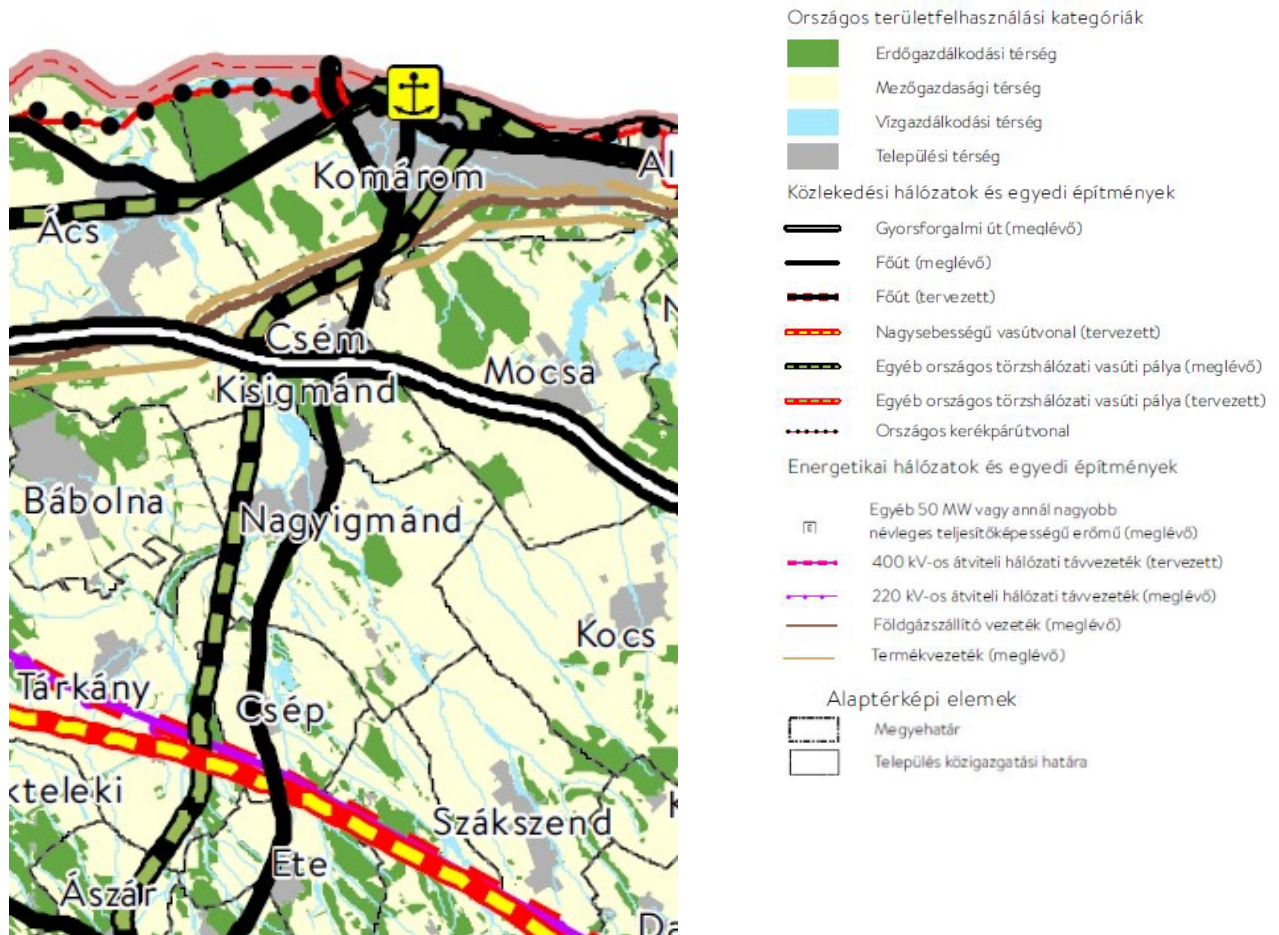 Komárom
Al
Ács
Csém
Mocsa
N
Kisigmánd
Bábolna
Nagyigmánd
Kocs
Tárkány
Csép
kteleki
Szákszend
K
Ete
Ászár
Da
Országos területfelhasználási kategóriák
Erdőgazdálkodási térség
Mezőgazdasági térség
Vízgazdálkodási térség
Települési térség
Közlekedési hálózatok és egyedi építmények
Gyorsforgalmi út (meglévő)
Főút (meglévő)
Főút (tervezett)
Nagysebességű vasútvonal (tervezett)
Egyéb országos törzshálózati vasúti pálya (meglévő)
Egyéb országos törzshálózati vasúti pálya (tervezett)
Országos kerékpárútvonal
Energetikai hálózatok és egyedi építmények
Egyéb 50 MW vagy annál nagyobb
E
névleges teljesítőképességű erőmű (meglévő)
400 kV-os átviteli hálózati távvezeték (tervezett)
220 kV-os átviteli hálózati távvezeték (meglévő)
Földgázszállító vezeték (meglévő)
Termékvezeték (meglévő)
Alaptérképi elemek
Megyehatár
Település közigazgatási határa